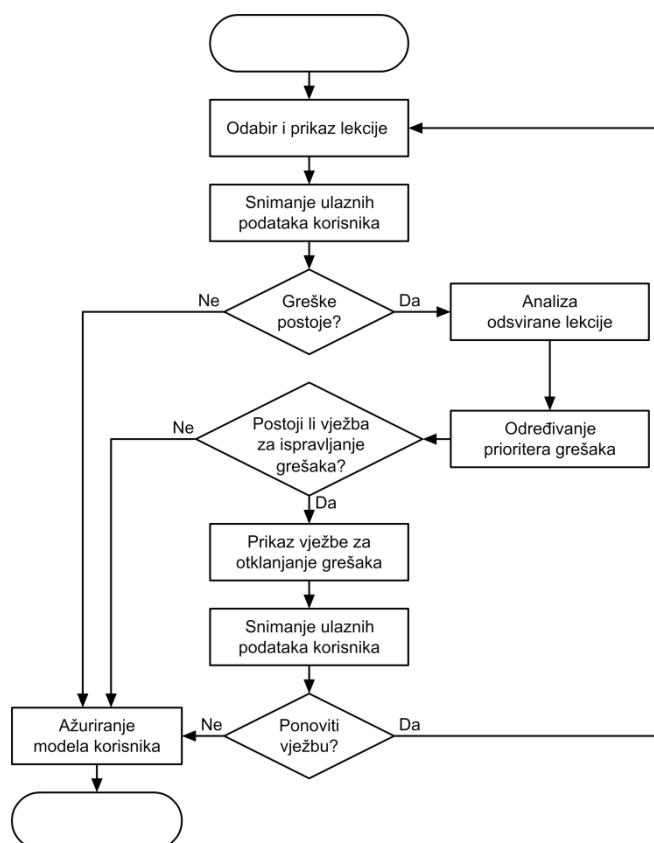 Odabir i prikaz lekcije
Snimanje ulaznih
podataka korisnika
Ne
Greške
postoje?
Da
Analiza
odsvirane lekcije
Ne
Postoji li vježba
za ispravljanje
grešaka?
Određivanje
prioritera grešaka
Da
Prikaz vježbe za
otklanjanje grešaka
Snimanje ulaznih
podataka korisnika
Ažuriranje
modela korisnika
Ne
Ponoviti
vježbu?
Da